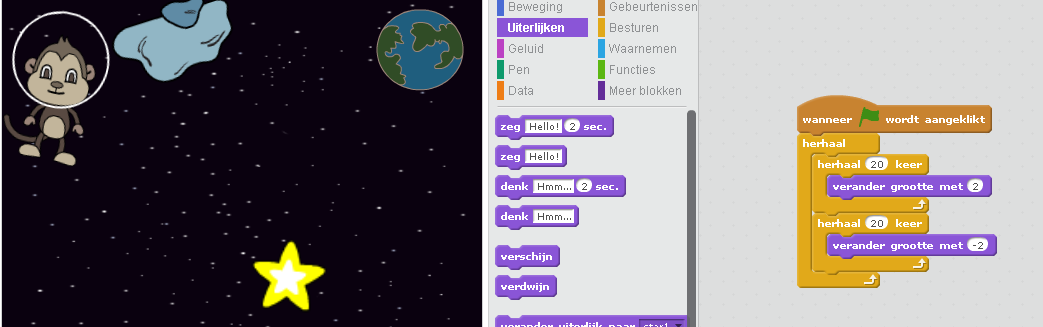 Beweging
Gebeurtenissen
Uiterlijken
Besturen
Geluid
Waarnemen
Pen
Functies
Data
Meer blokken
zeg Hello! 2 sec.
zeg Hello!
denk Hmm... 2 sec.
denk Hmm...
verschijn
verdwijn
verander uiterlijk naar star1
wanneer wordt aangeklikt
herhaal
herhaal 20 keer
verander grootte met 2
herhaal 20 keer
verander grootte met -2